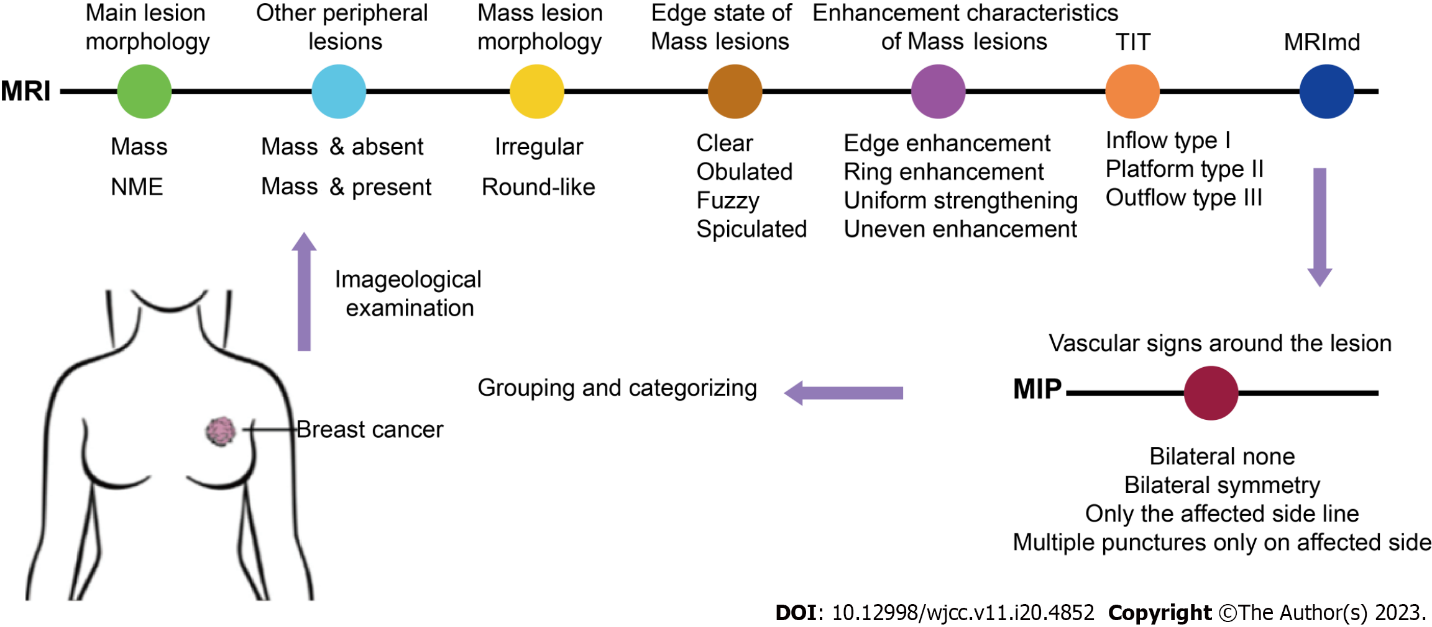 Main lesion
morphology
Other peripheral
lesions
Mass lesion
morphology
Edge state of
Mass lesions
Enhancement characteristics
of Mass lesions
TIT
MRImd
MRI
Mass
NME
Mass & absent
Mass & present
Irregular
Round-like
Clear
Obulated
Fuzzy
Spiculated
Edge enhancement
Ring enhancement
Uniform strengthening
Uneven enhancement
Inflow type I
Platform type II
Outflow type III
Imageological
examination
Breast cancer
Grouping and categorizing
Vascular signs around the lesion
MIP
Bilateral none
Bilateral symmetry
Only the affected side line
Multiple punctures only on affected side
DOI: 10.12998/wjcc.v11.i20.4852 Copyright ©The Author(s) 2023.